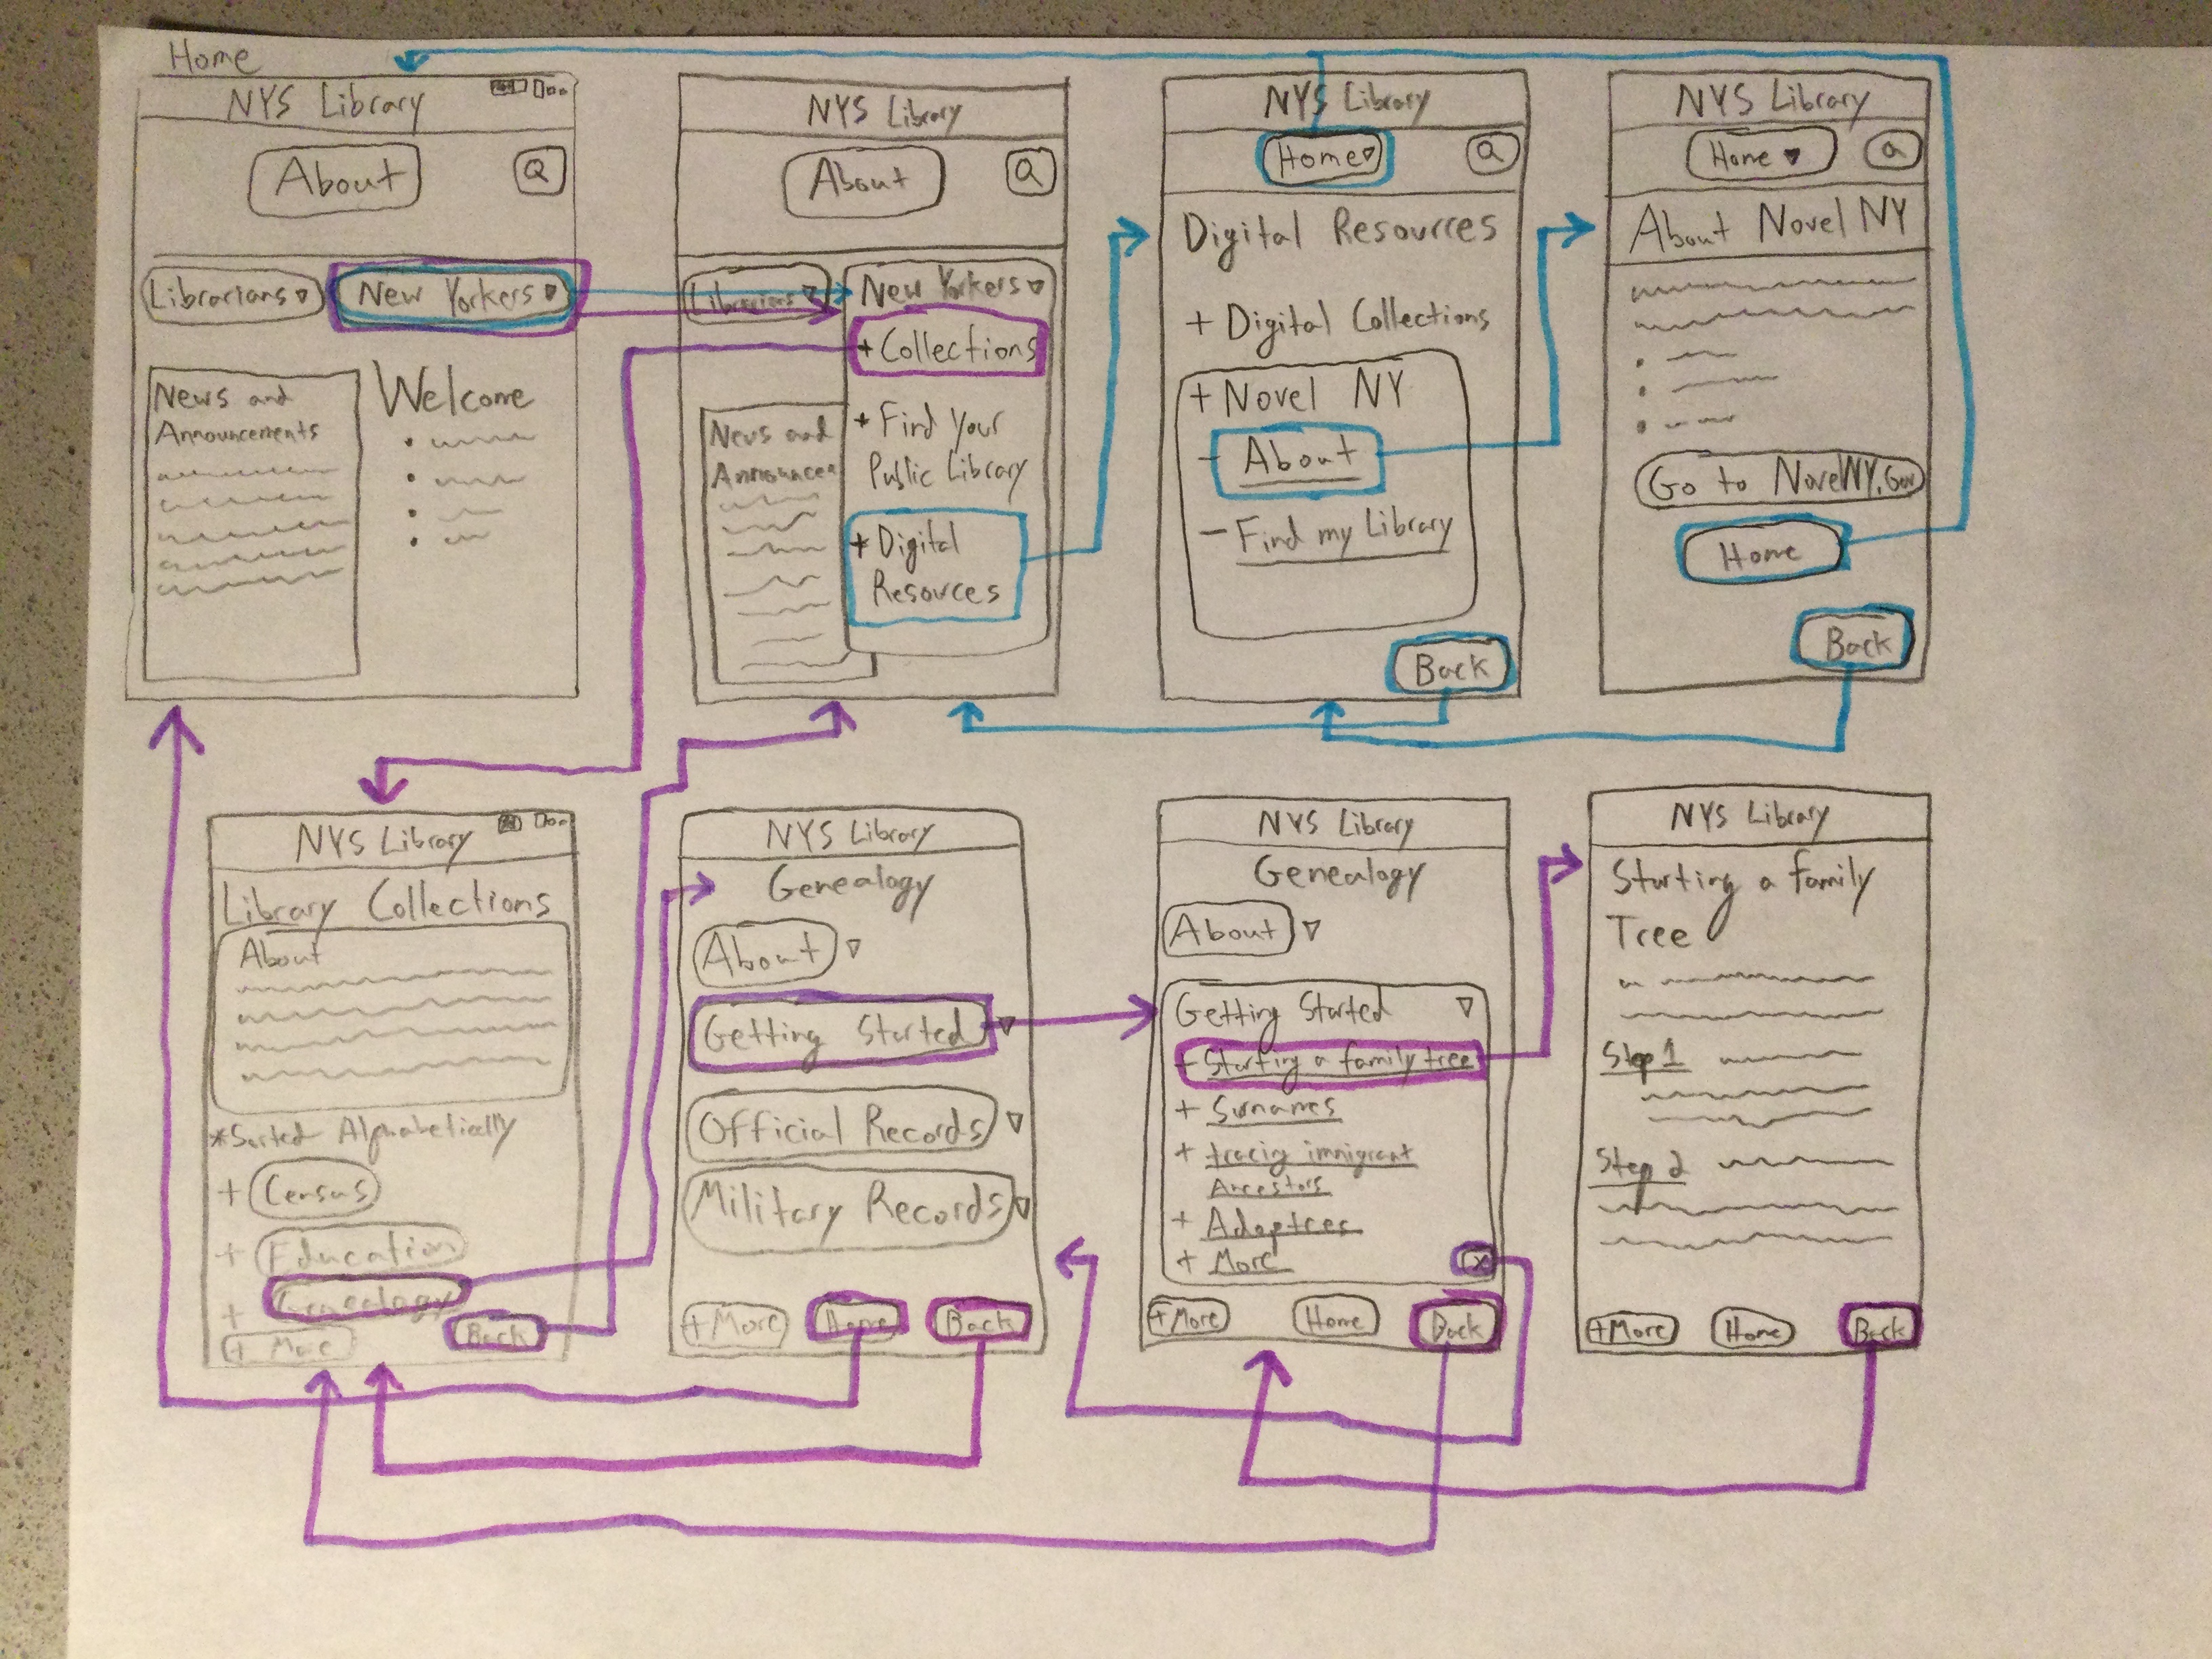 Home
NYS Library
About
Q
Librarians
New Yorkers
News and
Announcements
Welcome
NYS Library
About
Q
Librarians
New Yorkers
+Collections
+ Find Your
Public Library
+ Digital
Resources
News and
Announcem
NYS Library
Home
Q
Digital Resources
+ Digital Collections
+ Novel NY
- About
- Find my Library
Back
NYS Library
Home
Q
About Novel NY
Go to NovelNY.Gov
Home
Back
NYS Library
Library Collections
About
*Sorted Alphabetically
+ Census
+ Education
+ Genealogy
+ More
Back
NYS Library
Genealogy
About
Getting Started
Official Records
Military Records
+More
Home
Back
NYS Library
Genealogy
About
Getting Started
+ Starting a family tree
+ Surnames
+ tracig immigrant
Ancestors
+ Adoptees
+ More
x
+More
Home
Back
NYS Library
Starting a family
Tree
Step 1
Step 2
+More
Home
Back